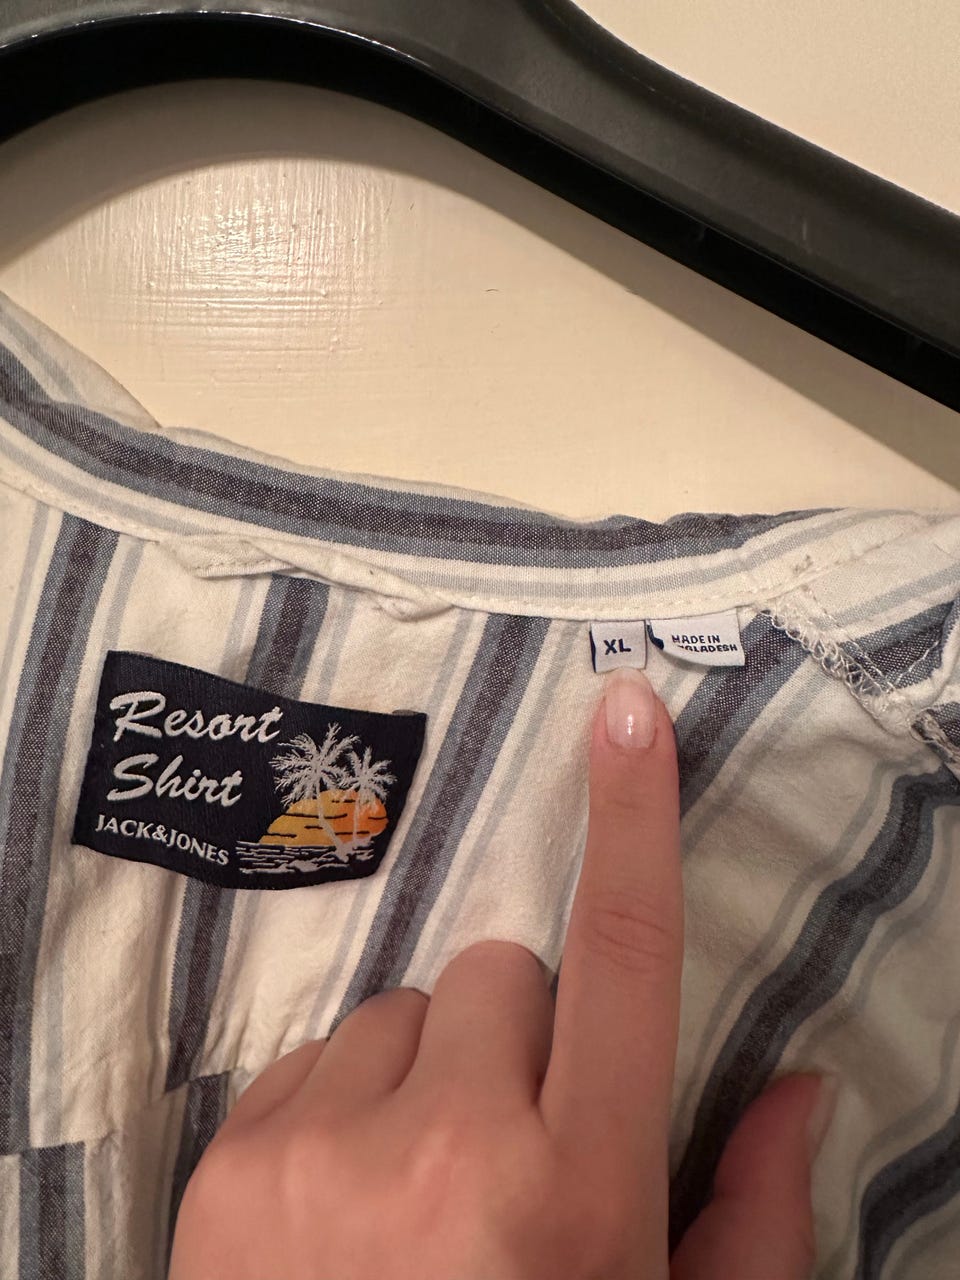 Resort
Shirt
JACK&JONES
XL
MADE IN